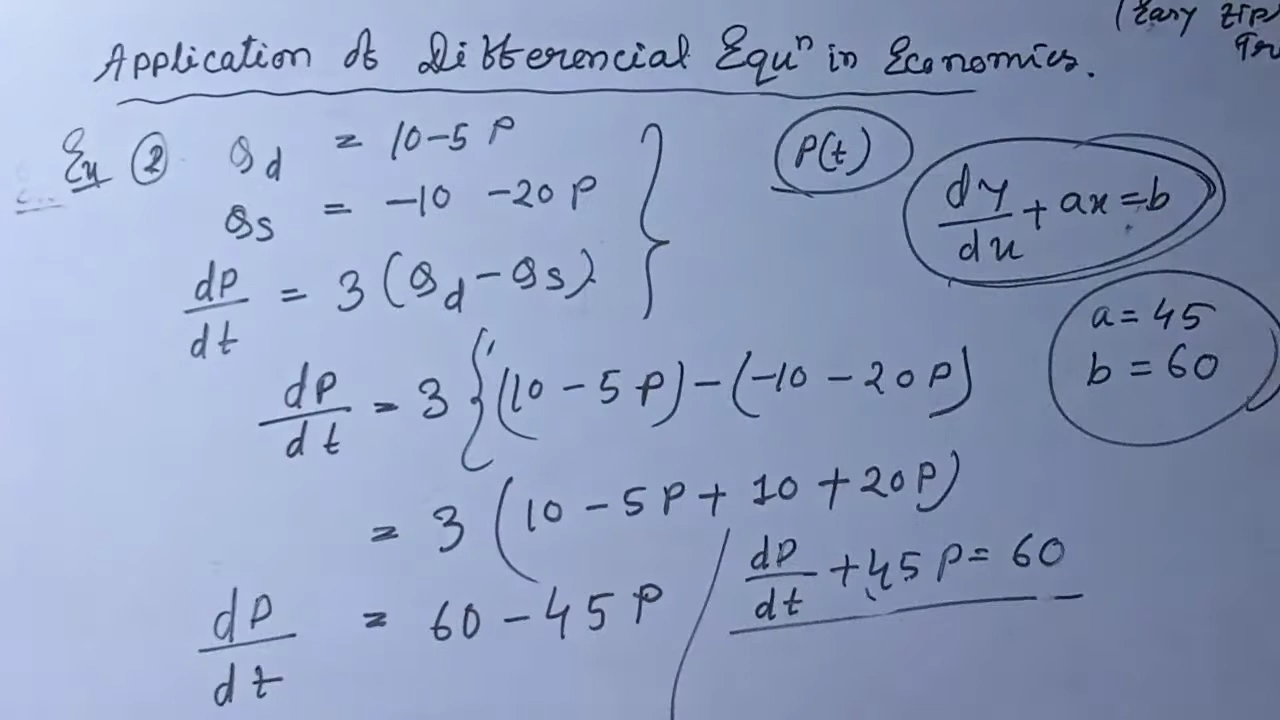 (Easy
Application of Differencial Equⁿ in Economics.
Ex ② Qd = 10-5P
Qs = -10 -20P
dP/dt = 3(Qd-Qs)
P(t)
dy/dx + ax = b
a = 45
b = 60
dP/dt = 3{(10-5P)-(-10-20P)
= 3(10-5P+10+20P)
dP/dt = 60-45P
dP/dt + 45P = 60